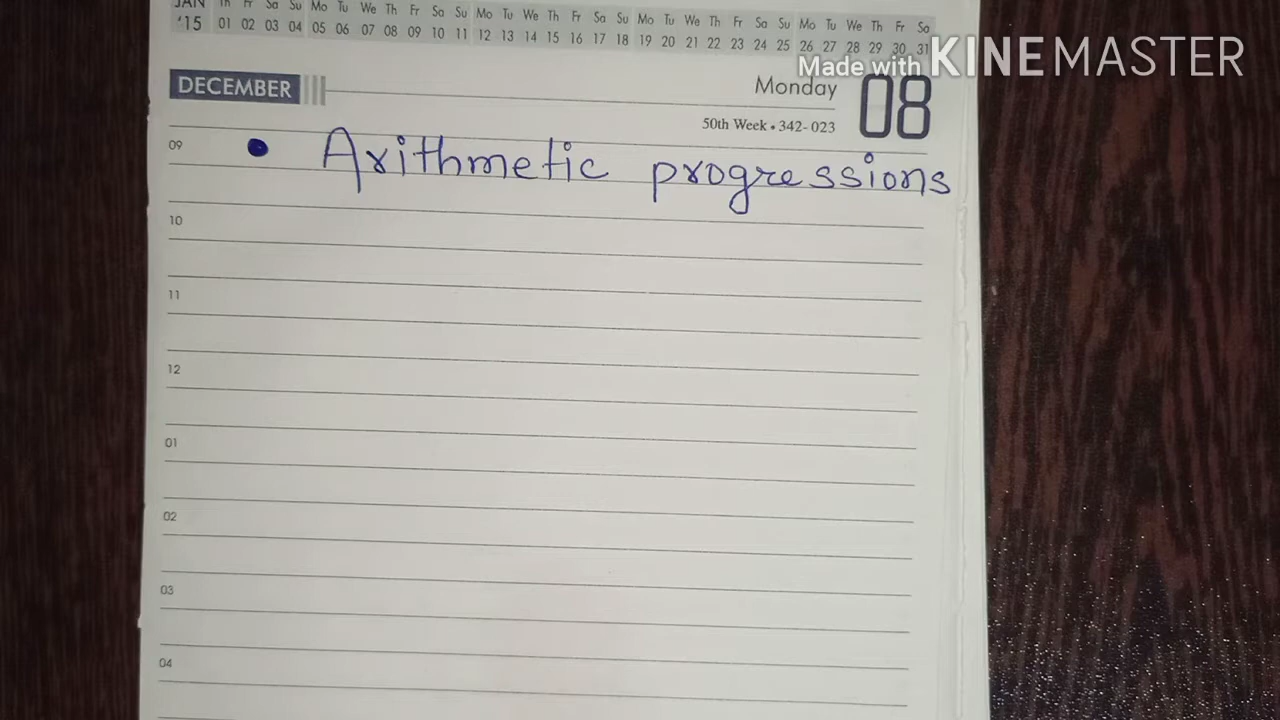 JAN Th Fr Sa Su Mo Tu We Th Fr Sa Su Mo Tu We Th Fr Sa Su Mo Tu We Th Fr Sa Su Mo Tu We Th Fr Sa
'15 01 02 03 04 05 06 07 08 09 10 11 12 13 14 15 16 17 18 19 20 21 22 23 24 25 26 27 28 29 30 31
Made with KINEMASTER
DECEMBER Monday 08
50th Week • 342-023
09 • Arithmetic progressions
10
11
12
01
02
03
04